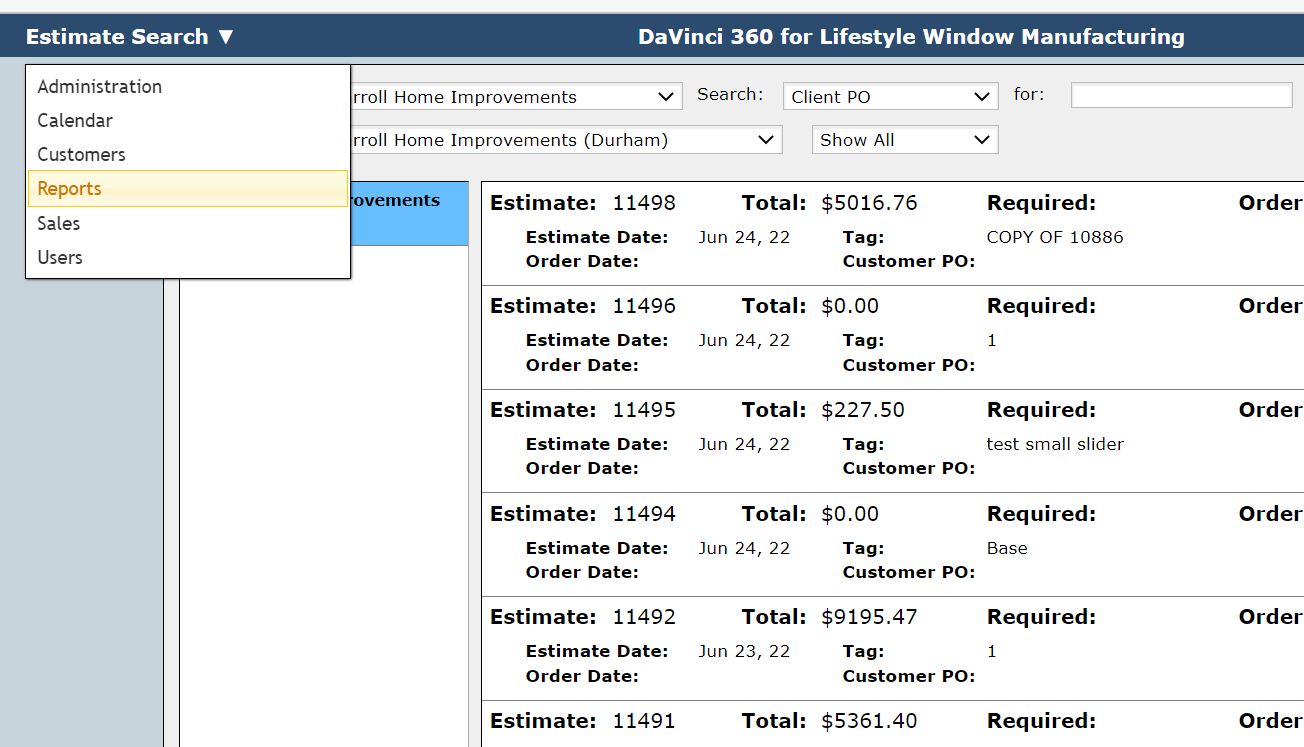 Estimate Search ▼ DaVinci 360 for Lifestyle Window Manufacturing
Administration
Calendar
Customers
Reports
Sales
Users
Home Improvements Search: Client PO for:
Home Improvements (Durham) Show All
Estimate: 11498 Total: $5016.76 Required: Order
Estimate Date: Jun 24, 22 Tag: COPY OF 10886
Order Date: Customer PO:
Estimate: 11496 Total: $0.00 Required: Order
Estimate Date: Jun 24, 22 Tag: 1
Order Date: Customer PO:
Estimate: 11495 Total: $227.50 Required: Order
Estimate Date: Jun 24, 22 Tag: test small slider
Order Date: Customer PO:
Estimate: 11494 Total: $0.00 Required: Order
Estimate Date: Jun 24, 22 Tag: Base
Order Date: Customer PO:
Estimate: 11492 Total: $9195.47 Required: Order
Estimate Date: Jun 23, 22 Tag: 1
Order Date: Customer PO:
Estimate: 11491 Total: $5361.40 Required: Order